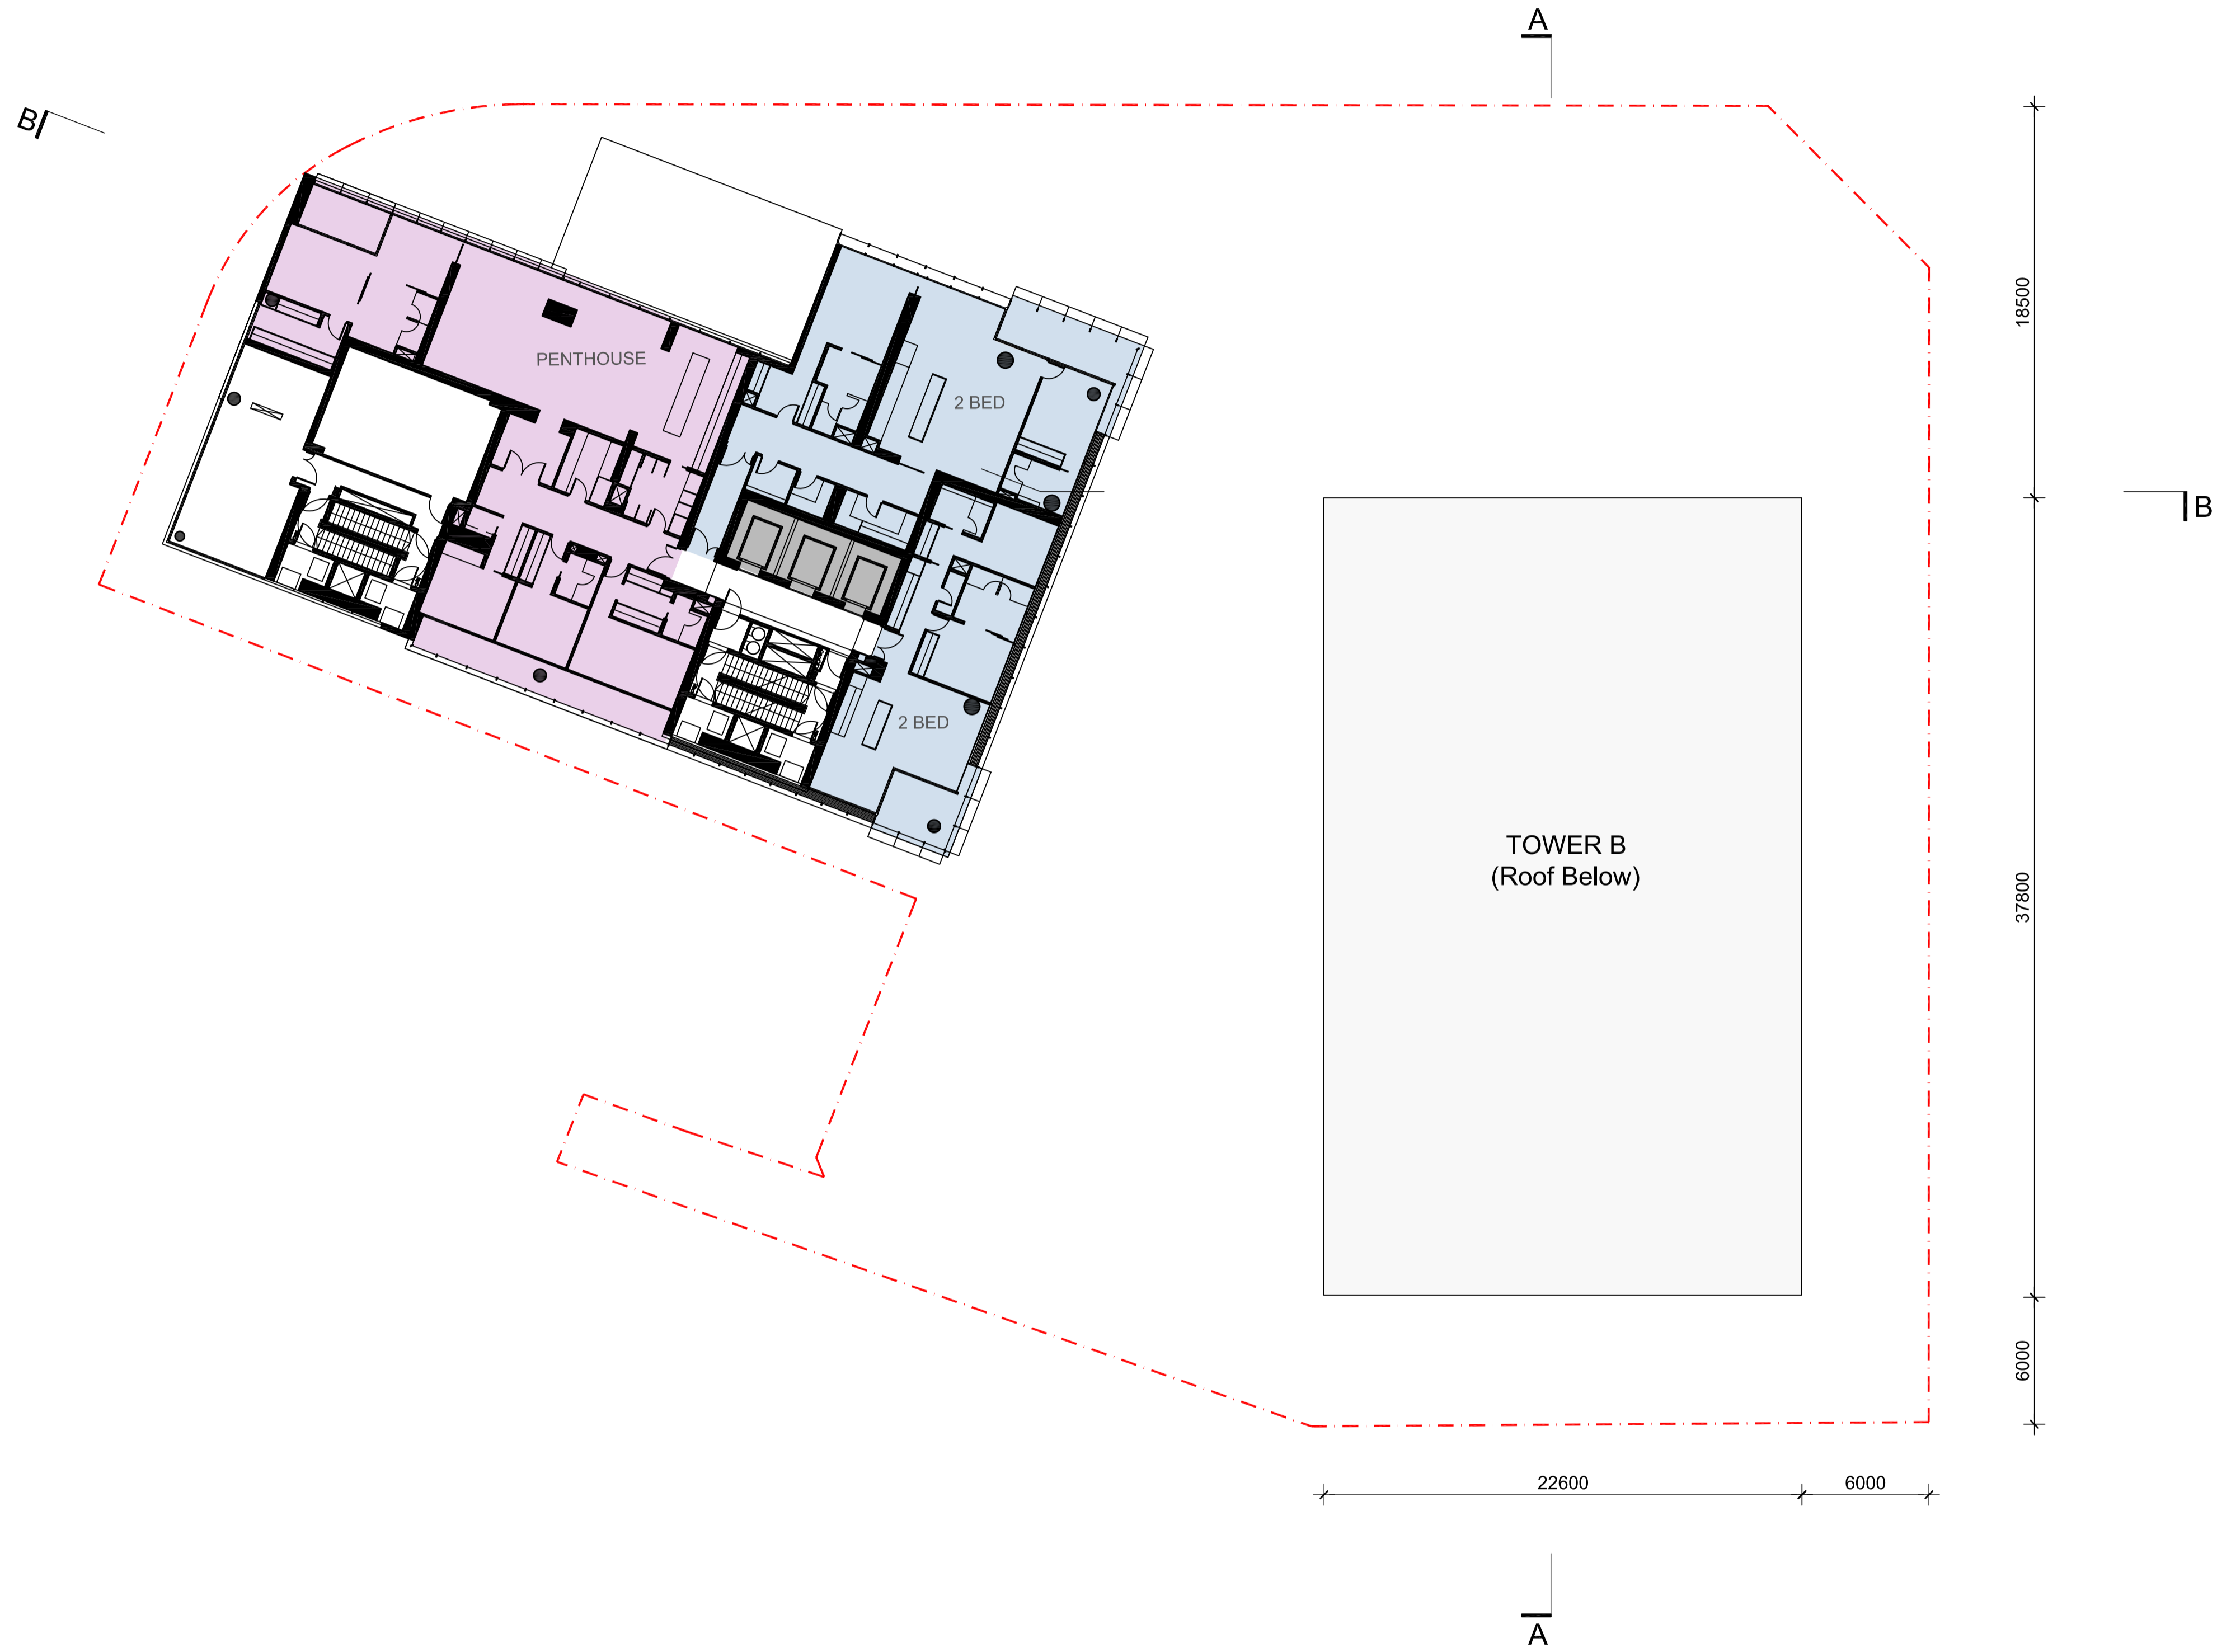 A
B
18500
PENTHOUSE
2 BED
B
2 BED
TOWER B
(Roof Below)
37800
6000
22600
6000
A